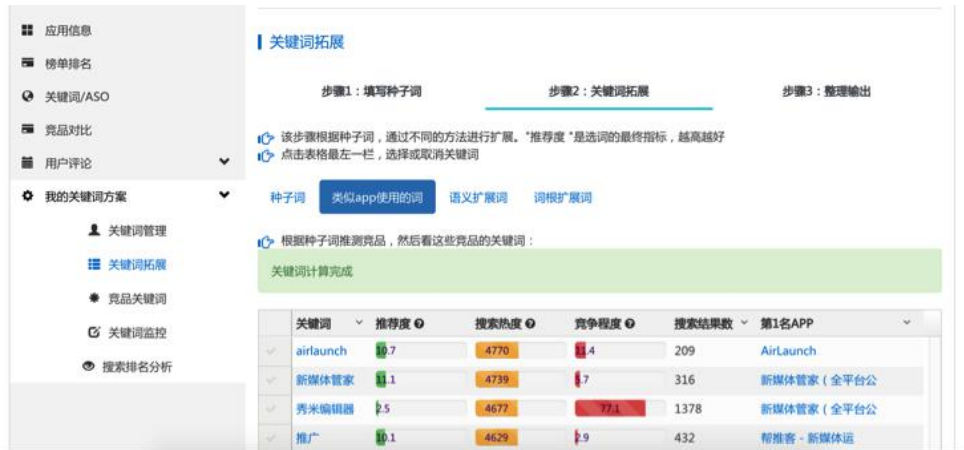 应用信息
榜单排名
关键词/ASO
竞品对比
用户评论
我的关键词方案
关键词管理
关键词拓展
竞品关键词
关键词监控
搜索排名分析
关键词拓展
步骤1：填写种子词 步骤2：关键词拓展 步骤3：整理输出
该步骤根据种子词，通过不同的方法进行扩展。"推荐度 "是选词的最终指标，越高越好
点击表格最左一栏，选择或取消关键词
种子词 类似app使用的词 语义扩展词 词根扩展词
根据种子词推测竞品，然后看这些竞品的关键词：
关键词计算完成
关键词 推荐度 搜索热度 竞争程度 搜索结果数 第1名APP
airlaunch 10.7 4770 11.4 209 AirLaunch
新媒体管家 11.1 4739 5.7 316 新媒体管家（全平台公
秀米编辑器 2.5 4677 77.1 1378 新媒体管家（全平台公
推广 10.1 4629 2.9 432 帮推客 - 新媒体运